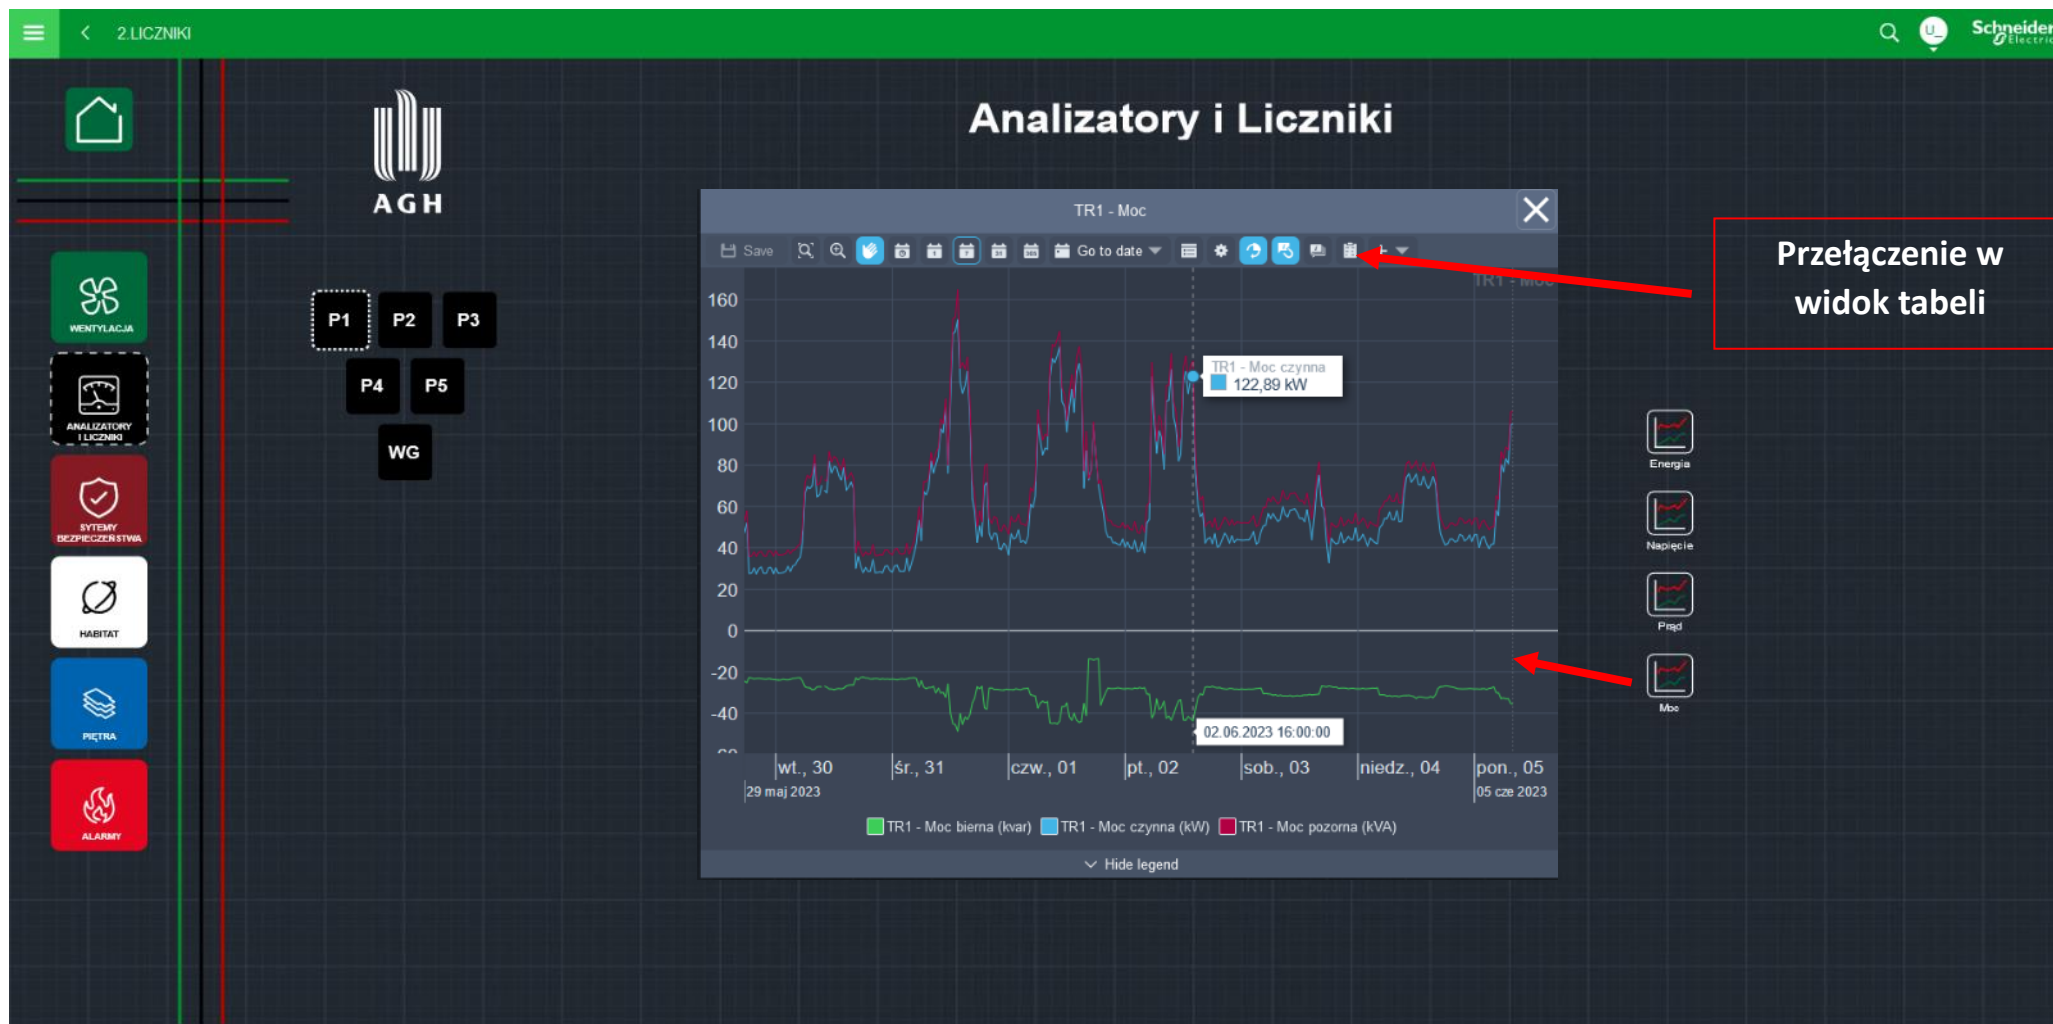 2.LICZNIKI
U_
Schneider
Electric
Analizatory i Liczniki
AGH
TR1 - Moc
Save
Go to date
Przełączenie w
widok tabeli
TR1 - Moc
WENTYLACJA
ANALIZATORY
I LICZNIKI
SYTEMY
BEZPIECZEŃSTWA
HABITAT
PIĘTRA
ALARMY
P1
P2
P3
P4
P5
WG
160
140
120
100
80
60
40
20
0
-20
-40
TR1 - Moc czynna
122,89 kW
02.06.2023 16:00:00
wt., 30
śr., 31
czw., 01
pt., 02
sob., 03
niedz., 04
pon., 05
29 maj 2023
05 cze 2023
TR1 - Moc bierna (kvar)
TR1 - Moc czynna (kW)
TR1 - Moc pozorna (kVA)
Hide legend
Energia
Napięcie
Prąd
Moc